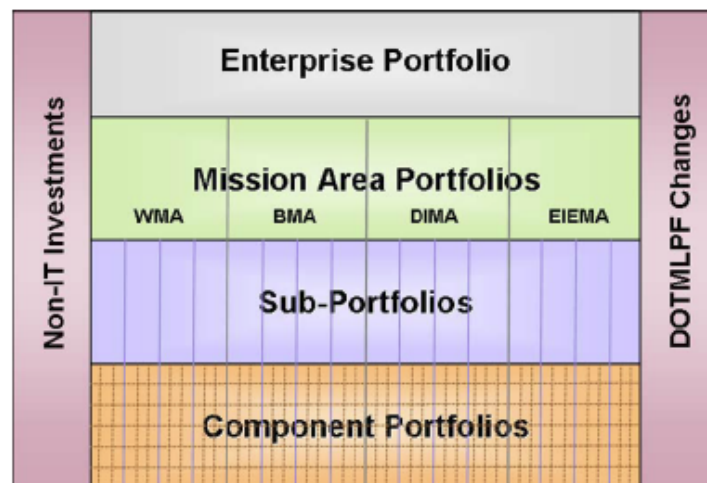 Enterprise Portfolio
Mission Area Portfolios
WMA BMA DIMA EIEMA
Sub-Portfolios
Component Portfolios
Non-IT Investments
DOTMLPF Changes